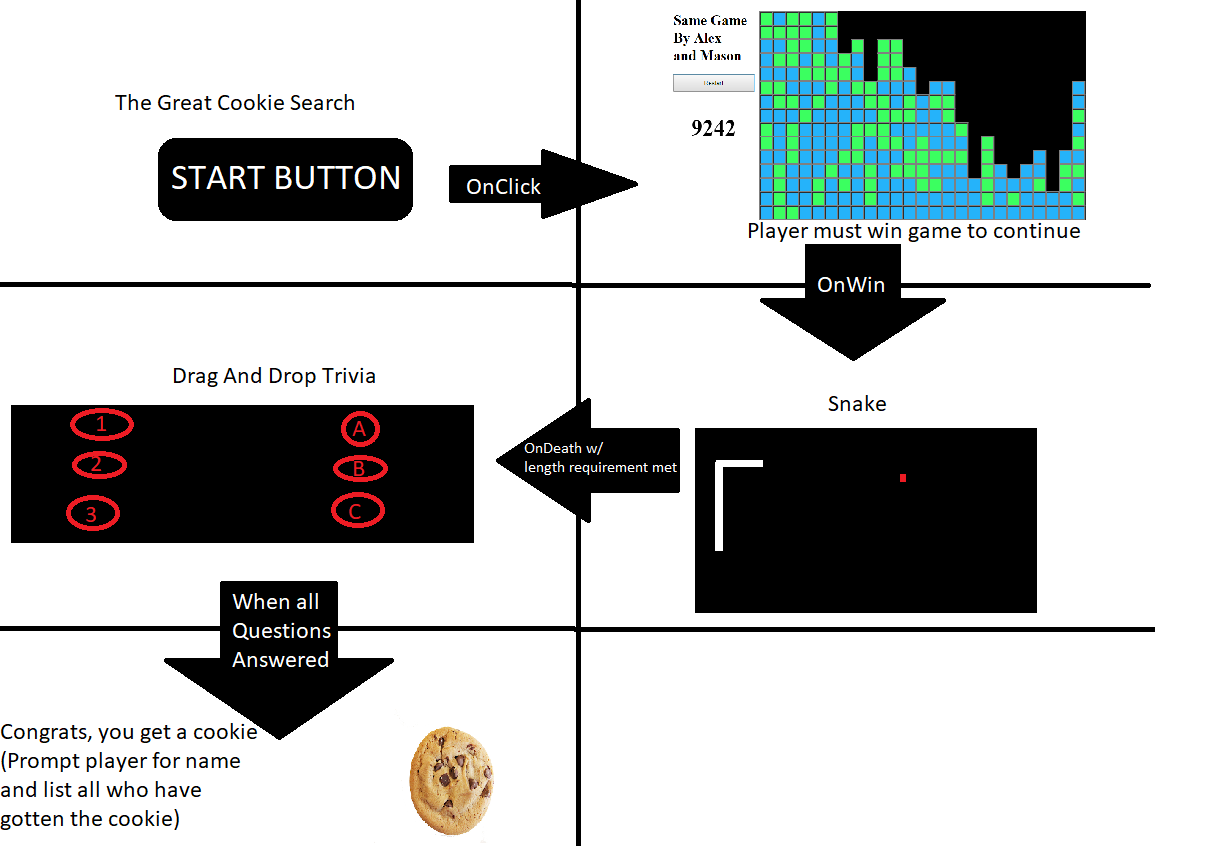 The Great Cookie Search
START BUTTON
OnClick
Same Game
By Alex
and Mason
Restart
9242
Player must win game to continue
OnWin
Snake
OnDeath w/
length requirement met
Drag And Drop Trivia
1
A
2
B
3
C
When all
Questions
Answered
Congrats, you get a cookie
(Prompt player for name
and list all who have
gotten the cookie)